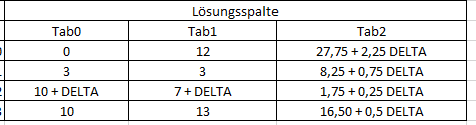 Lösungsspalte
Tab0 Tab1 Tab2
0 12 27,75 + 2,25 DELTA
3 3 8,25 + 0,75 DELTA
10 + DELTA 7 + DELTA 1,75 + 0,25 DELTA
10 13 16,50 + 0,5 DELTA